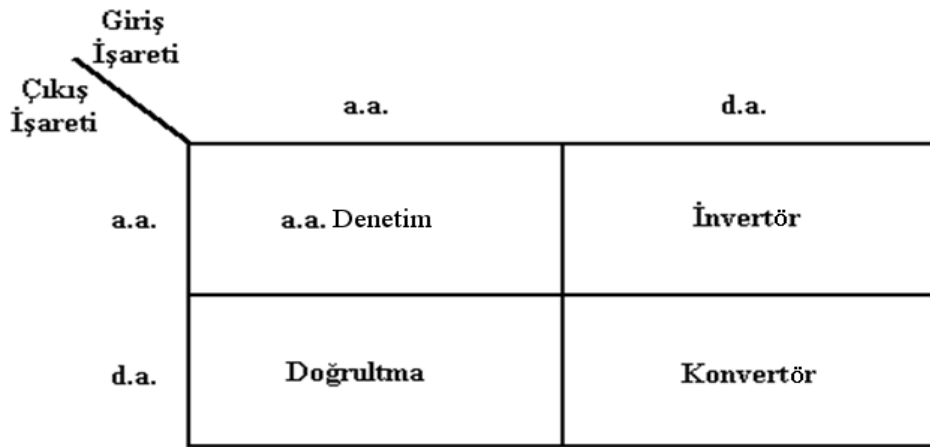 Giriş
İşareti
Çıkış
İşareti
a.a.
d.a.
a.a.
a.a. Denetim
İnvertör
d.a.
Doğrultma
Konvertör